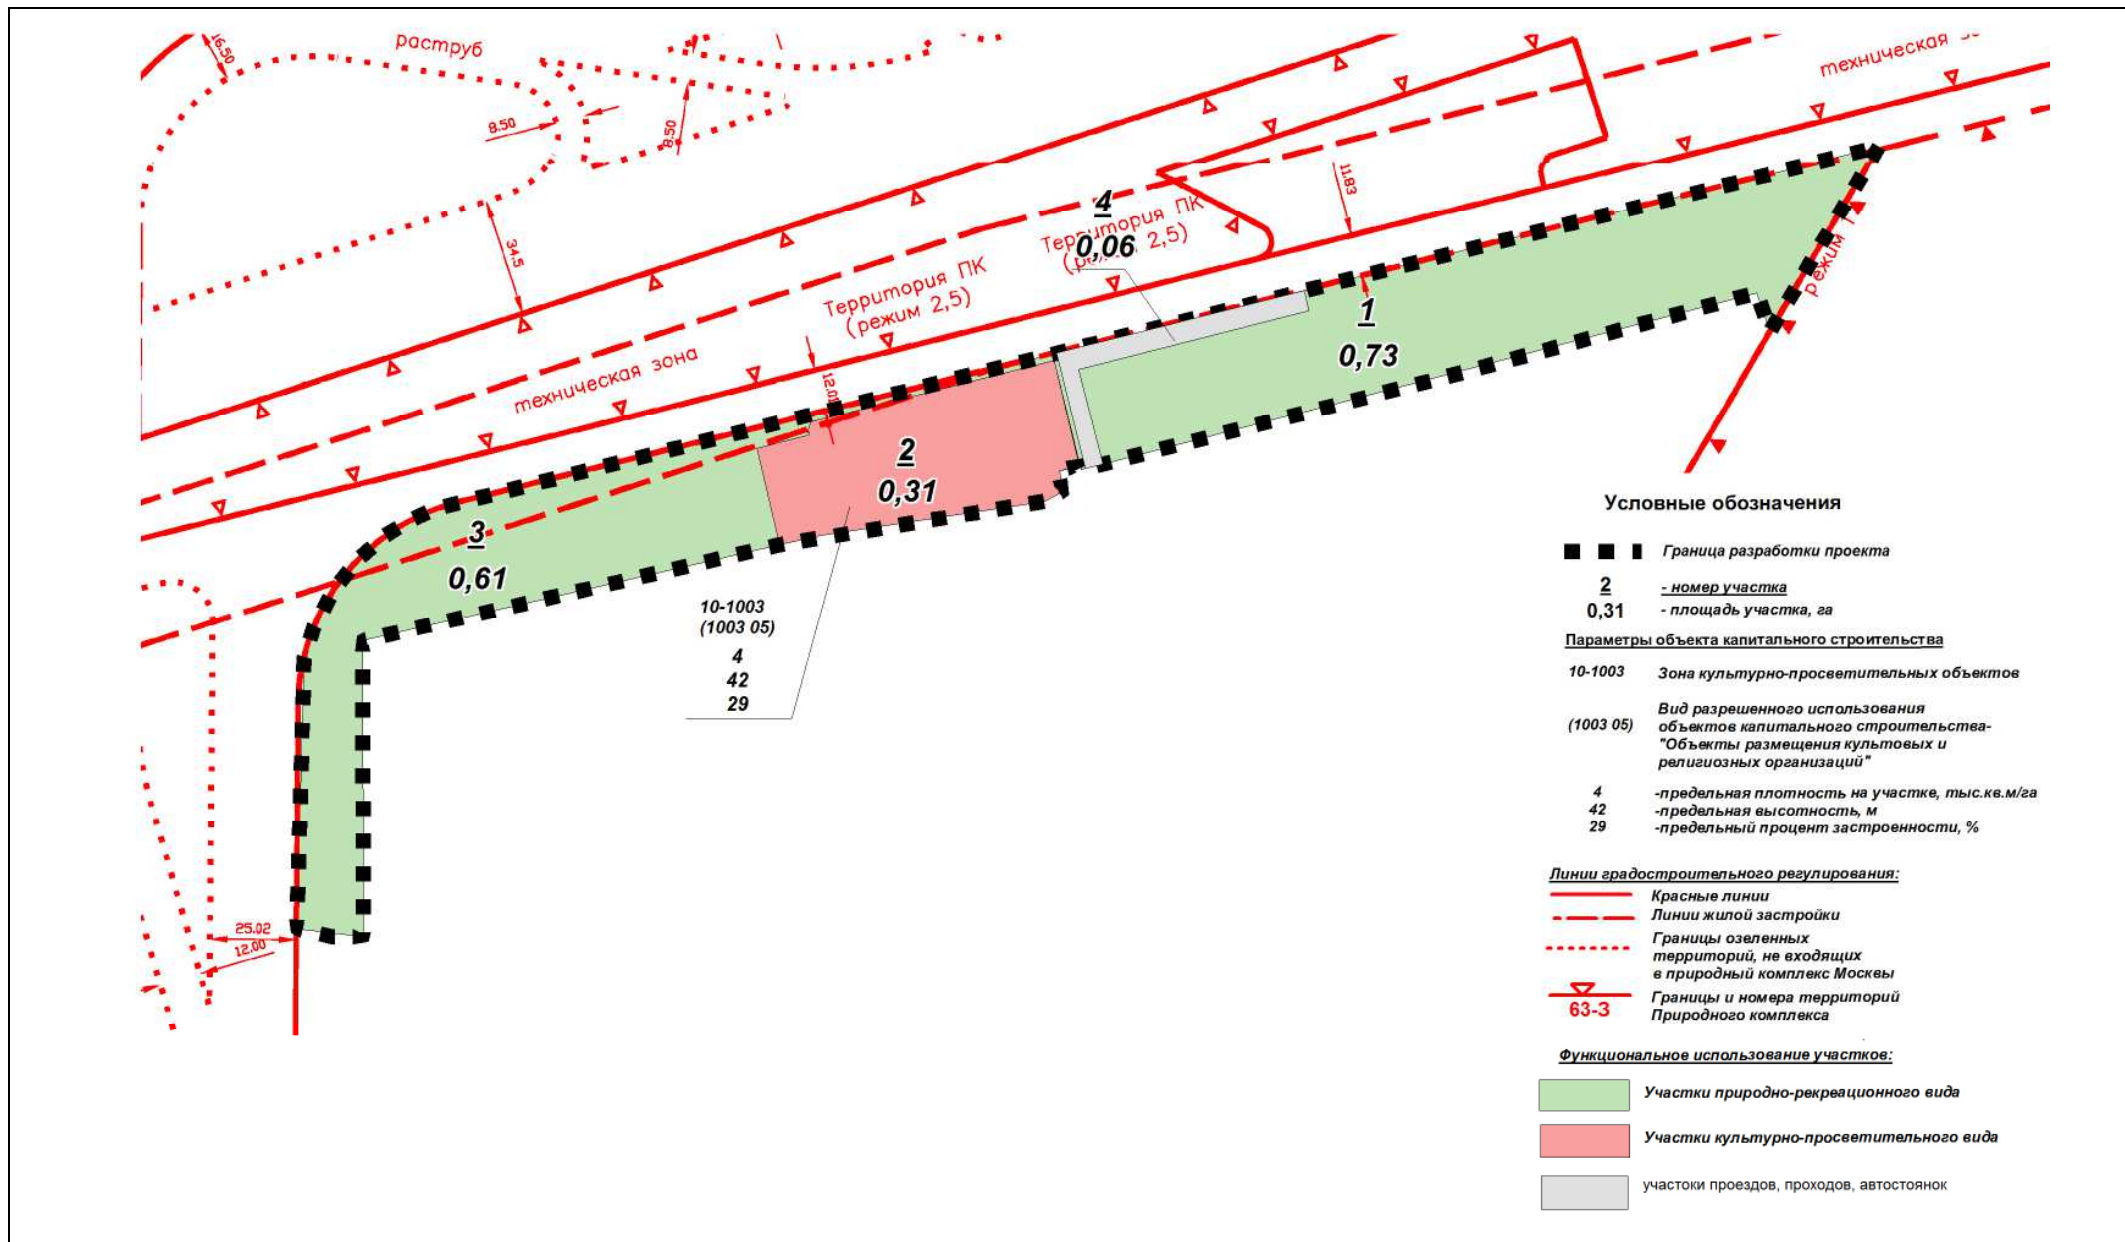 16.50
раструб
8.50
8.50
34.5
техническая
11.83
4
0,06
Территория ПК
2,5)
Территория ПК
(режим 2,5)
техническая зона
12.01
режим 1
1
0,73
2
0,31
3
0,61
10-1003
(1003 05)
4
42
29
25.02
12.00
Условные обозначения
Граница разработки проекта
2 - номер участка
0,31 - площадь участка, га
Параметры объекта капитального строительства
10-1003 Зона культурно-просветительных объектов
(1003 05) Вид разрешенного использования
объектов капитального строительства-
"Объекты размещения культовых и
религиозных организаций"
4 -предельная плотность на участке, тыс.кв.м/га
42 -предельная высотность, м
29 -предельный процент застроенности, %
Линии градостроительного регулирования:
Красные линии
Линии жилой застройки
Границы озеленных
территорий, не входящих
в природный комплекс Москвы
63-3 Границы и номера территорий
Природного комплекса
Функциональное использование участков:
Участки природно-рекреационного вида
Участки культурно-просветительного вида
участоки проездов, проходов, автостоянок